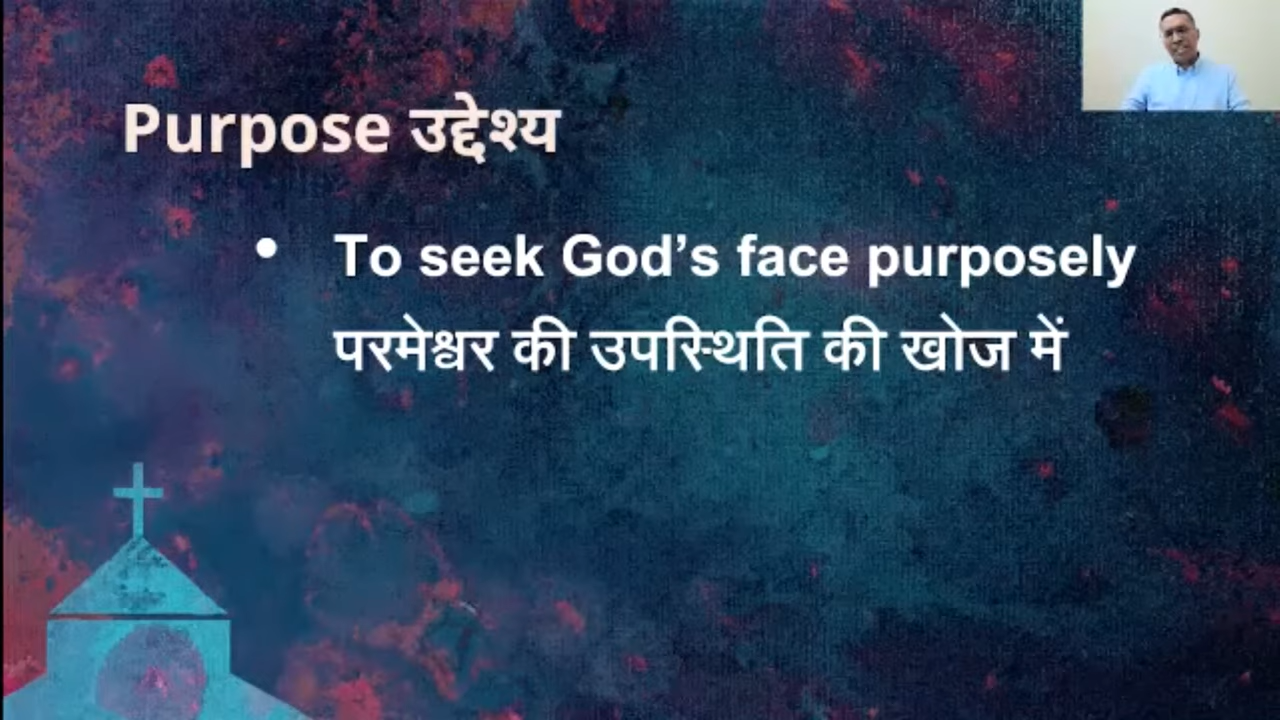 Purpose उद्देश्य
• To seek God’s face purposely
परमेश्वर की उपस्थिति की खोज में